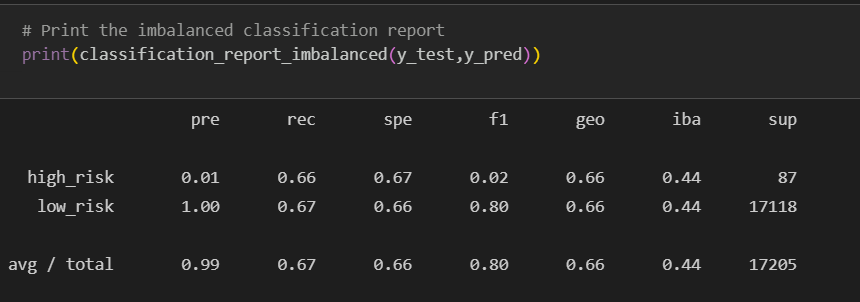 # Print the imbalanced classification report
print(classification_report_imbalanced(y_test,y_pred))
pre rec spe f1 geo iba sup
high_risk 0.01 0.66 0.67 0.02 0.66 0.44 87
low_risk 1.00 0.67 0.66 0.80 0.66 0.44 17118
avg / total 0.99 0.67 0.66 0.80 0.66 0.44 17205